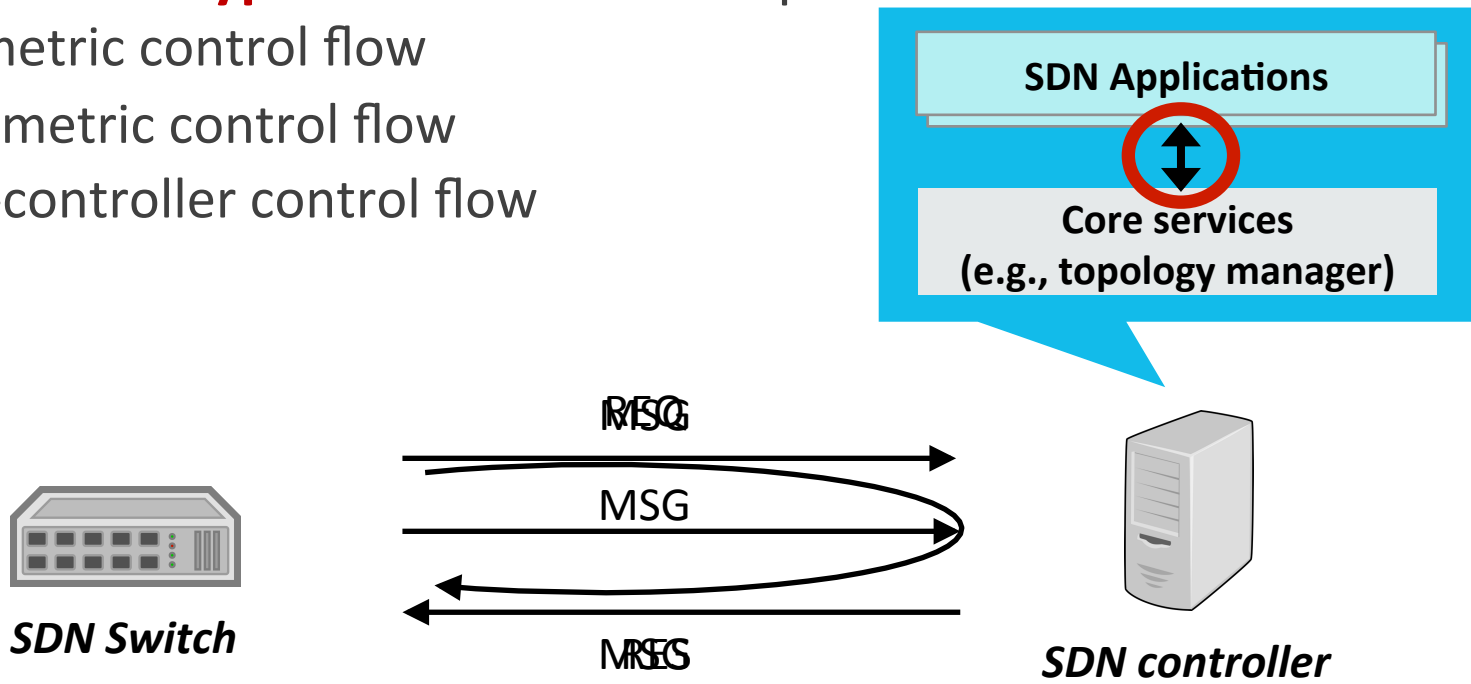 metric control flow
metric control flow
controller control flow
SDN Applications
Core services
(e.g., topology manager)
MSG
SDN Switch
SDN controller